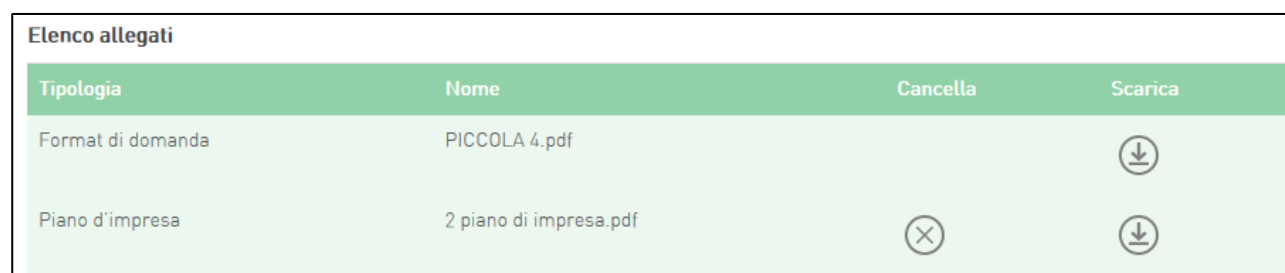 Elenco allegati
Tipologia Nome Cancella Scarica
Format di domanda PICCOLA 4.pdf
Piano d'impresa 2 piano di impresa.pdf